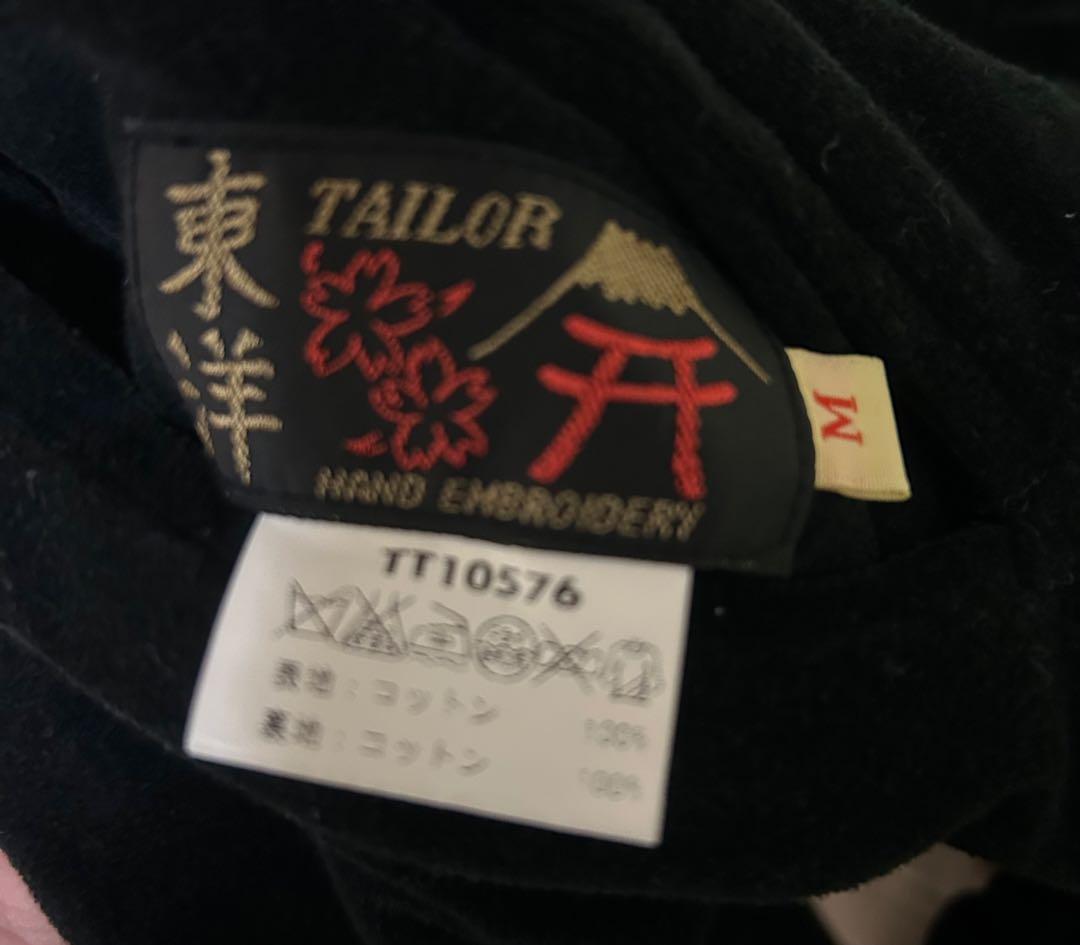 東洋
TAILOR
HAND EMBROIDERY
M
TT10576
表地：コットン 100%
裏地：コットン 100%